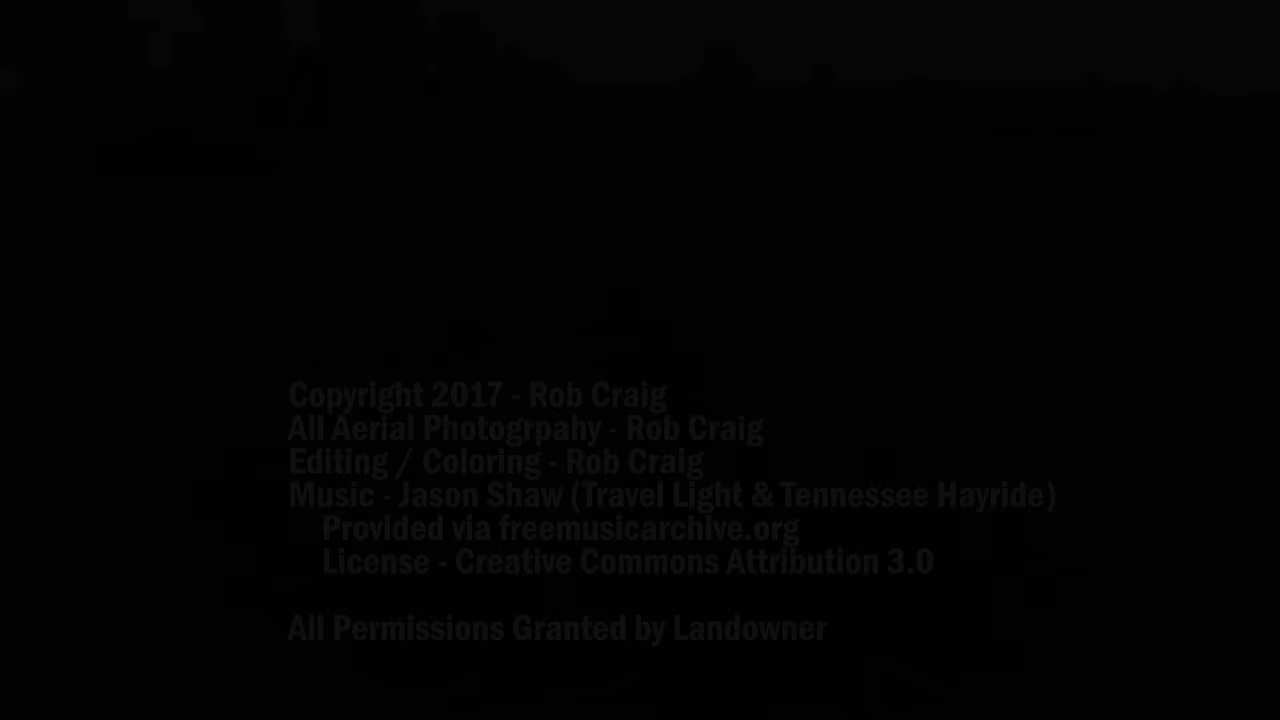 Copyright 2017 - Rob Craig
All Aerial Photogrpahy - Rob Craig
Editing / Coloring - Rob Craig
Music - Jason Shaw (Travel Light & Tennessee Hayride)
Provided via freemusicarchive.org
License - Creative Commons Attribution 3.0
All Permissions Granted by Landowner